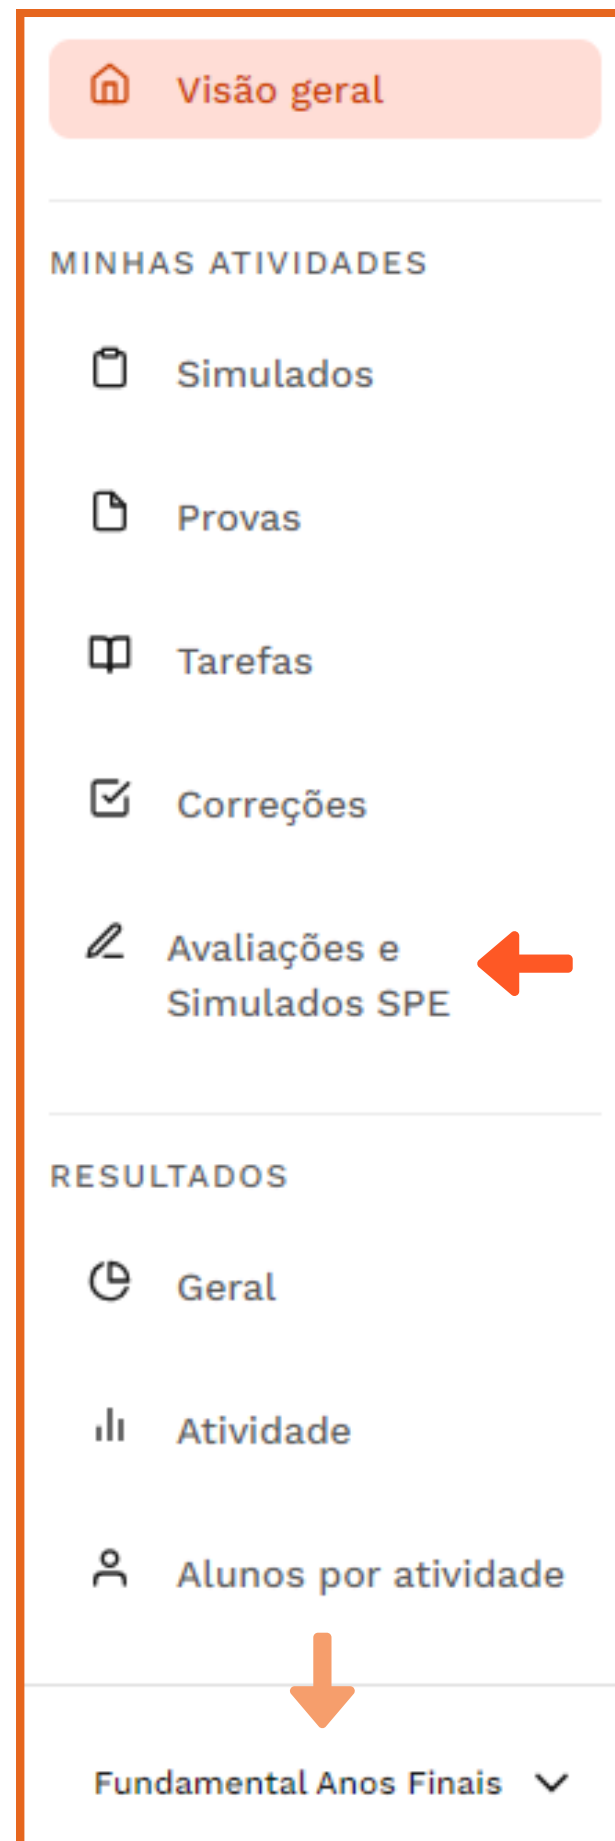 Visão geral
MINHAS ATIVIDADES
Simulados
Provas
Tarefas
Correções
Avaliações e
Simulados SPE
RESULTADOS
Geral
Atividade
Alunos por atividade
Fundamental Anos Finais